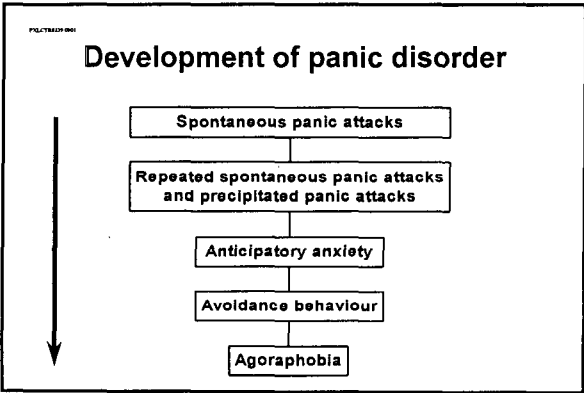 Development of panic disorder
Spontaneous panic attacks
Repeated spontaneous panic attacks
and precipitated panic attacks
Anticipatory anxiety
Avoidance behaviour
Agoraphobia